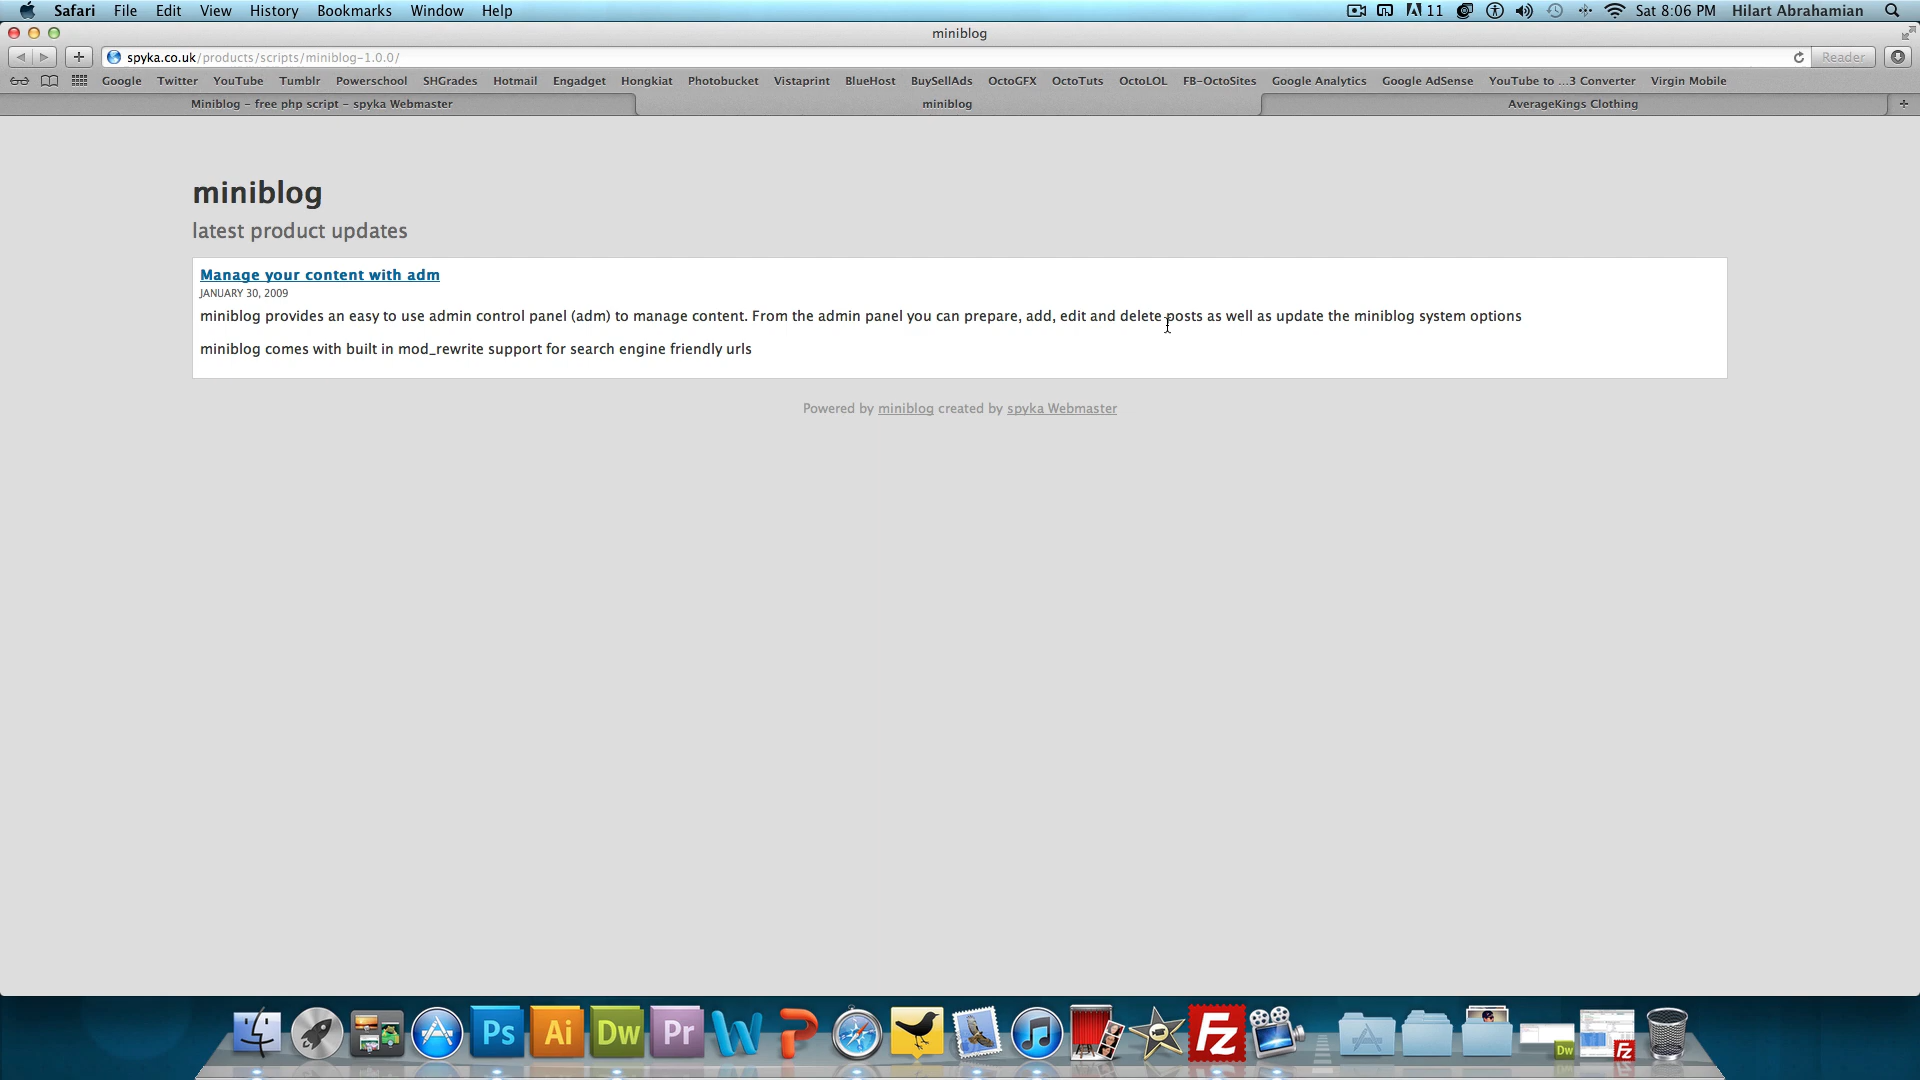 Safari File Edit View History Bookmarks Window Help 11 Sat 8:06 PM Hilart Abrahamian
miniblog
spyka.co.uk/products/scripts/miniblog-1.0.0/ Reader
Google Twitter YouTube Tumblr Powerschool SHGrades Hotmail Engadget Hongkiat Photobucket Vistaprint BlueHost BuySellAds OctoGFX OctoTuts OctoLOL FB-OctoSites Google Analytics Google AdSense YouTube to ...3 Converter Virgin Mobile
Miniblog – free php script – spyka Webmaster miniblog AverageKings Clothing
miniblog
latest product updates
Manage your content with adm
JANUARY 30, 2009
miniblog provides an easy to use admin control panel (adm) to manage content. From the admin panel you can prepare, add, edit and delete posts as well as update the miniblog system options
miniblog comes with built in mod_rewrite support for search engine friendly urls
Powered by miniblog created by spyka Webmaster
Ps Ai Dw Pr Fz Dw Fz